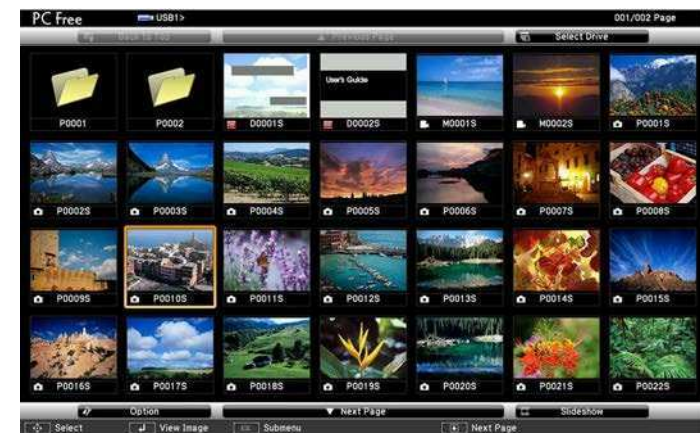 PC Free USB1> 001/002 Page
Back to Top Previous Page Select Drive
User's Guide
P0001 P0002 D0001S D0002S M0001S M0002S P0001S
P0002S P0003S P0004S P0005S P0006S P0007S P0008S
P0009S P0010S P0011S P0012S P0013S P0014S P0015S
P0016S P0017S P0018S P0019S P0020S P0021S P0022S
Option Next Page Slideshow
Select View Image Submenu Next Page